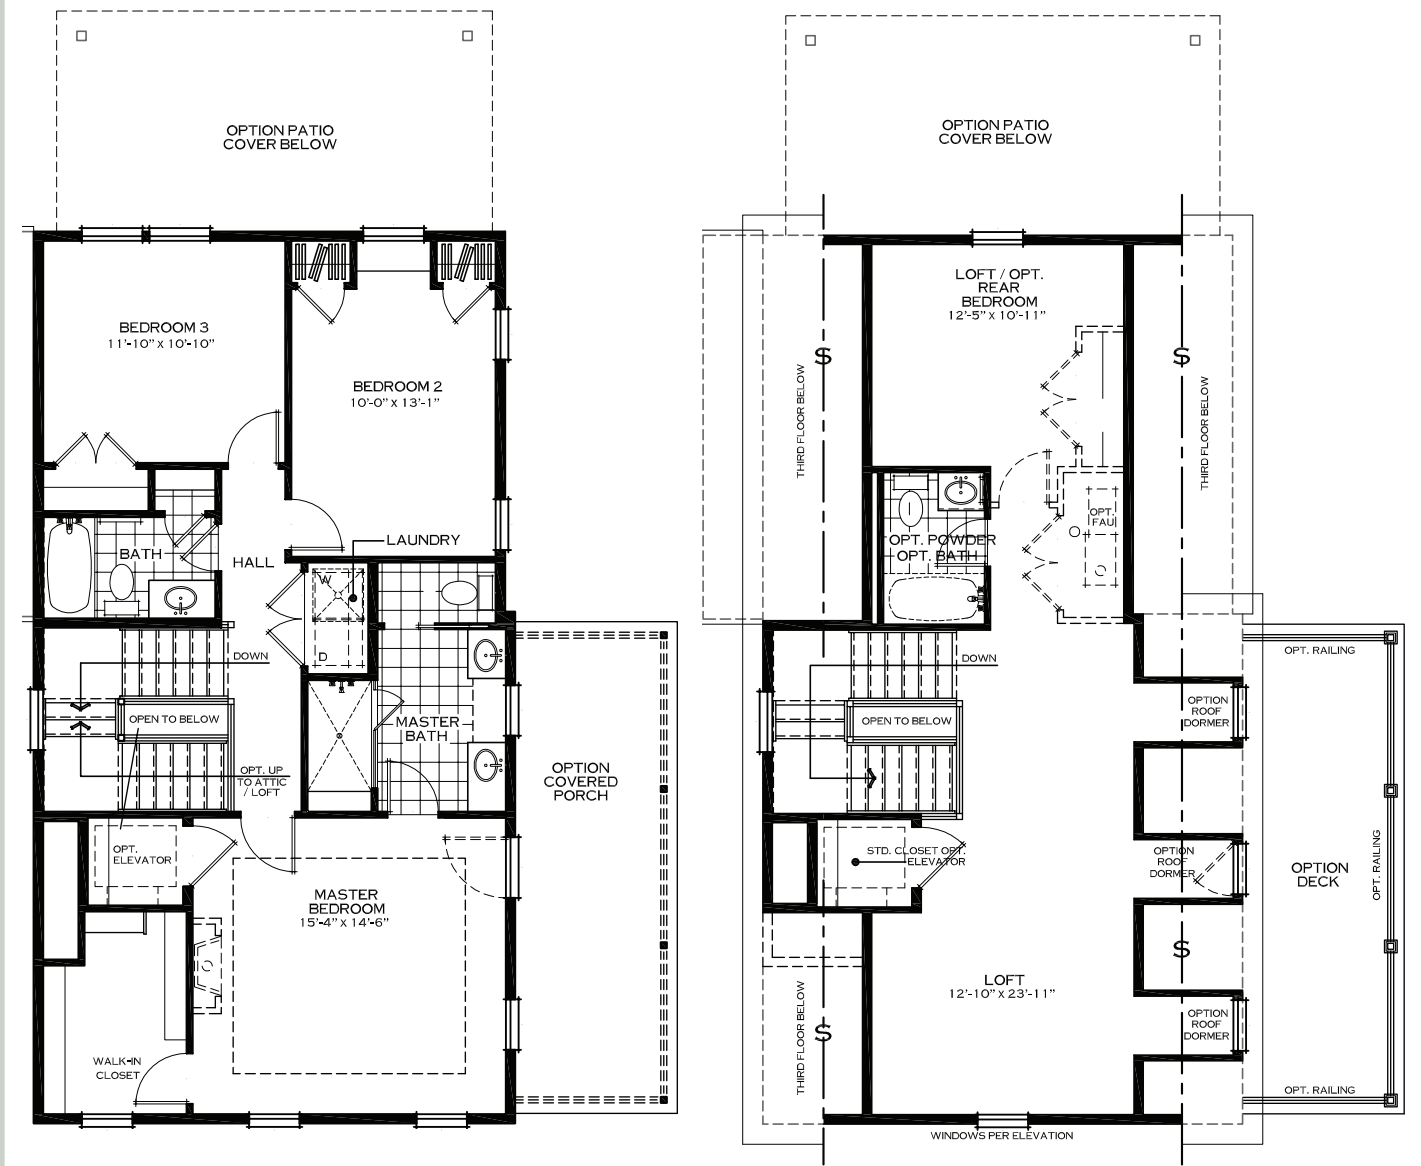 OPTION PATIO
COVER BELOW
BEDROOM 3
11'-10" X 10'-10"
BEDROOM 2
10'-0" X 13'-1"
LAUNDRY
BATH
HALL
W
D
DOWN
OPEN TO BELOW
MASTER
BATH
OPT. UP
TO ATTIC
/ LOFT
OPTION
COVERED
PORCH
OPT.
ELEVATOR
MASTER
BEDROOM
15'-4" X 14'-6"
WALK-IN
CLOSET
OPTION PATIO
COVER BELOW
LOFT / OPT.
REAR
BEDROOM
12'-5" X 10'-11"
S
S
THIRD FLOOR BELOW
THIRD FLOOR BELOW
OPT.
FAU
OPT. POWDER
OPT. BATH
DOWN
OPT. RAILING
OPTION
ROOF
DORMER
OPEN TO BELOW
STD. CLOSET OPT.
ELEVATOR
OPTION
ROOF
DORMER
OPTION
DECK
OPT. RAILING
S
LOFT
12'-10" X 23'-11"
THIRD FLOOR BELOW
S
OPTION
ROOF
DORMER
OPT. RAILING
WINDOWS PER ELEVATION